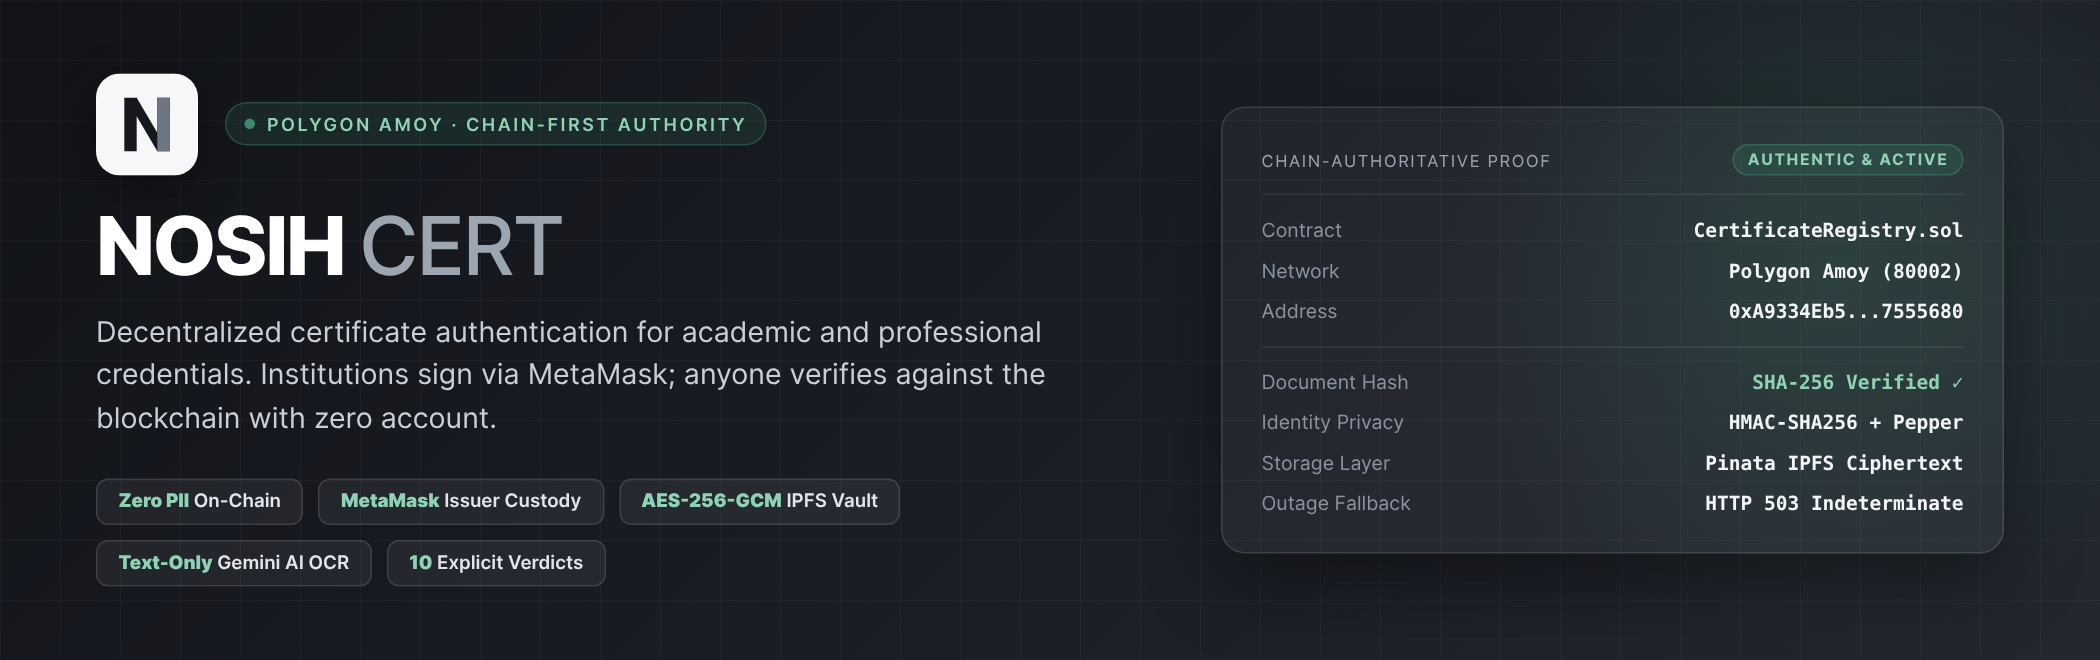 N
POLYGON AMOY · CHAIN-FIRST AUTHORITY
NOSIH CERT
Decentralized certificate authentication for academic and professional
credentials. Institutions sign via MetaMask; anyone verifies against the
blockchain with zero account.
Zero PII On-Chain
MetaMask Issuer Custody
AES-256-GCM IPFS Vault
Text-Only Gemini AI OCR
10 Explicit Verdicts
CHAIN-AUTHORITATIVE PROOF
AUTHENTIC & ACTIVE
Contract CertificateRegistry.sol
Network Polygon Amoy (80002)
Address 0xA9334Eb5...7555680
Document Hash SHA-256 Verified ✓
Identity Privacy HMAC-SHA256 + Pepper
Storage Layer Pinata IPFS Ciphertext
Outage Fallback HTTP 503 Indeterminate